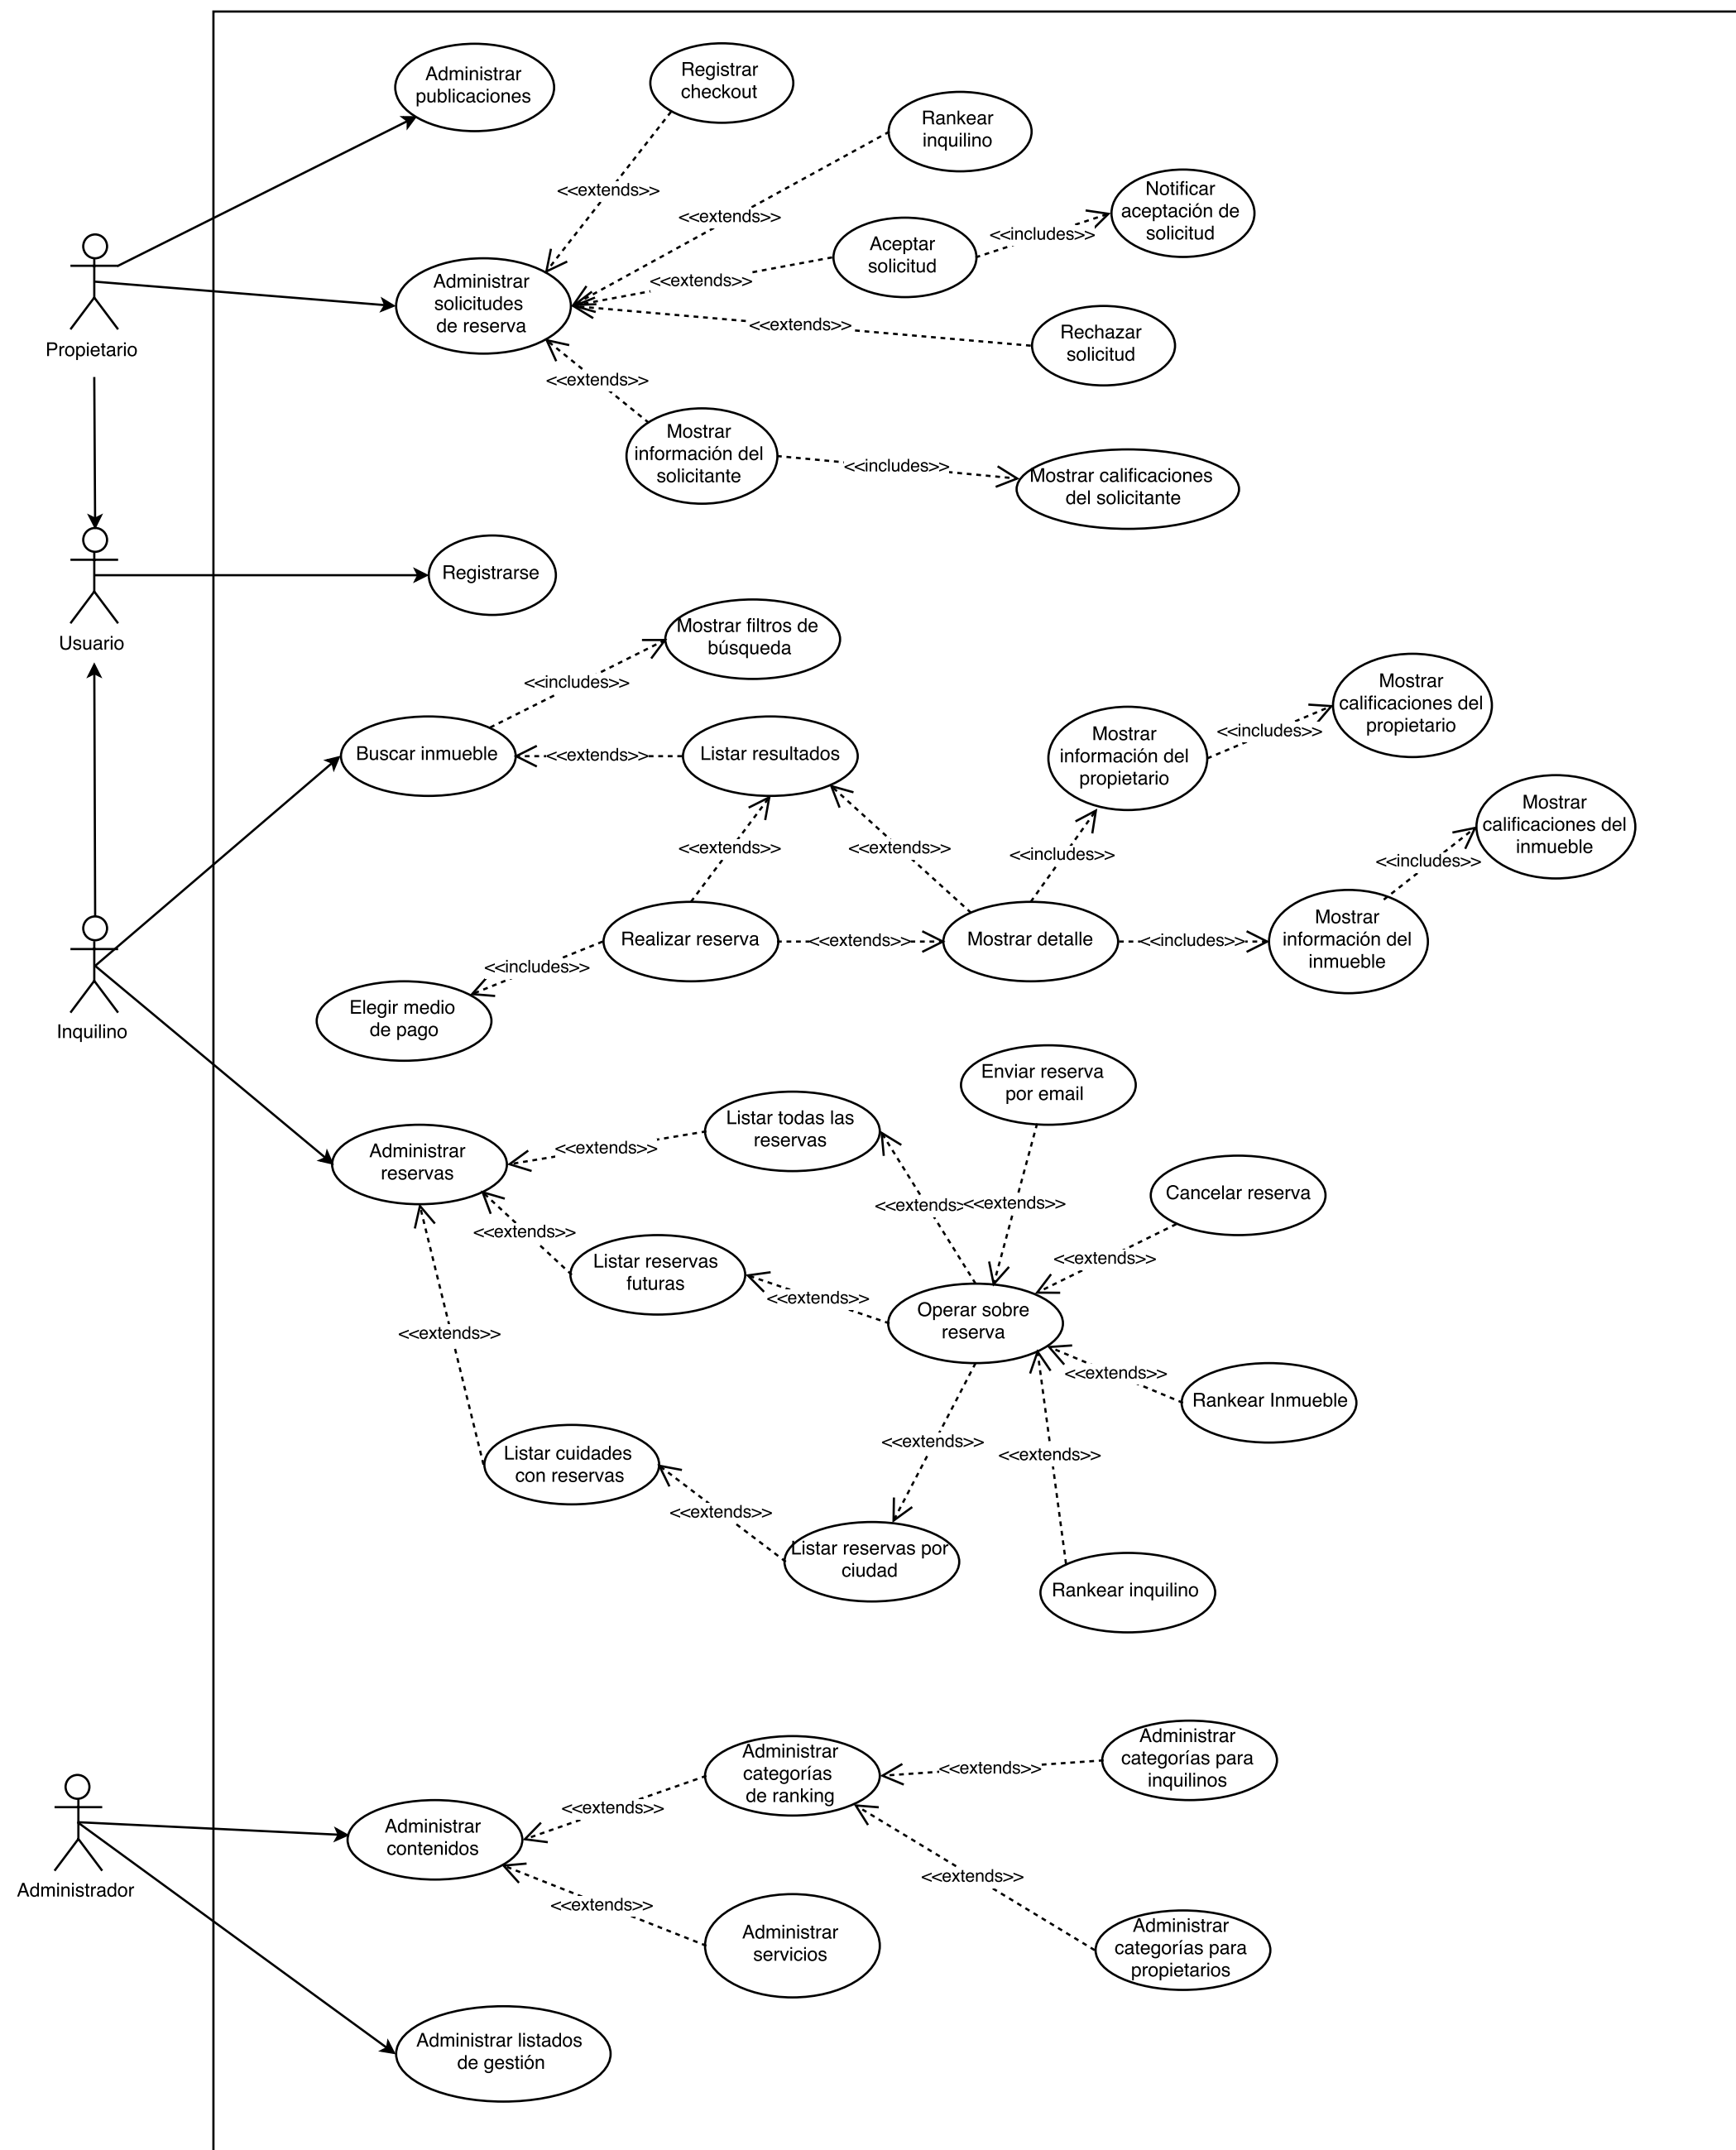 Administrar
publicaciones
Registrar
checkout
Rankear
inquilino
<<extends>>
<<extends>>
Notificar
aceptación de
solicitud
<<includes>>
Aceptar
solicitud
<<extends>>
Administrar
solicitudes
de reserva
<<extends>>
Rechazar
solicitud
Propietario
<<extends>>
Mostrar
información del
solicitante
<<includes>>
Mostrar calificaciones
del solicitante
Registrarse
Usuario
Mostrar filtros de
búsqueda
<<includes>>
Buscar inmueble
<<extends>>
Listar resultados
Mostrar
información del
propietario
<<includes>>
Mostrar
calificaciones del
propietario
<<extends>>
<<extends>>
<<includes>>
Mostrar
calificaciones del
inmueble
<<includes>>
Realizar reserva
<<extends>>
Mostrar detalle
<<includes>>
Mostrar
información del
inmueble
<<includes>>
Elegir medio
de pago
Inquilino
Enviar reserva
por email
Listar todas las
reservas
<<extends>>
Administrar
reservas
<<extends>>
<<extends>>
Cancelar reserva
<<extends>>
<<extends>>
Listar reservas
futuras
<<extends>>
Operar sobre
reserva
<<extends>>
<<extends>>
Rankear Inmueble
<<extends>>
<<extends>>
Listar cuidades
con reservas
<<extends>>
Listar reservas por
ciudad
Rankear inquilino
Administrar
categorías
de ranking
<<extends>>
Administrar
categorías para
inquilinos
<<extends>>
Administrar
contenidos
Administrador
<<extends>>
<<extends>>
Administrar
servicios
Administrar
categorías para
propietarios
Administrar listados
de gestión